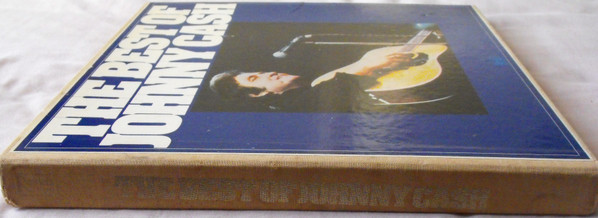 THE BEST OF
JOHNNY CASH
THE BEST OF JOHNNY CASH